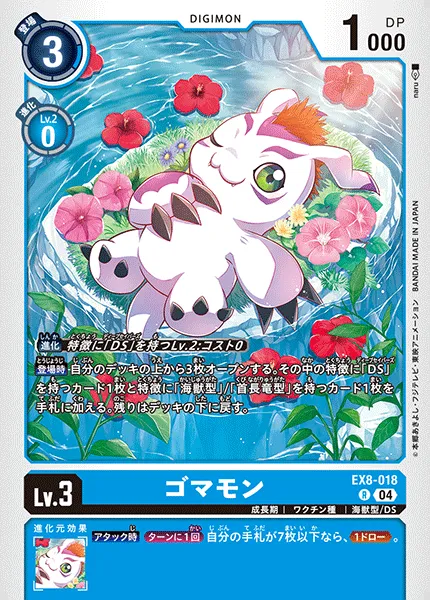 登場
3
DIGIMON
1000
DP
進化
Lv.2
0
naru
©本郷あきよし・フジテレビ・東映アニメーション BANDAI MADE IN JAPAN
進化 特徴に「DS」を持つLv.2:コスト0
登場時 自分のデッキの上から3枚オープンする。その中の特徴に「DS」
を持つカード1枚と特徴に「海獣型」/「首長竜型」を持つカード1枚を
手札に加える。残りはデッキの下に戻す。
Lv.3
ゴマモン
EX8-018
R 04
成長期 | ワクチン種 | 海獣型/DS
進化元効果
アタック時 ターンに1回 自分の手札が7枚以下なら、1ドロー。